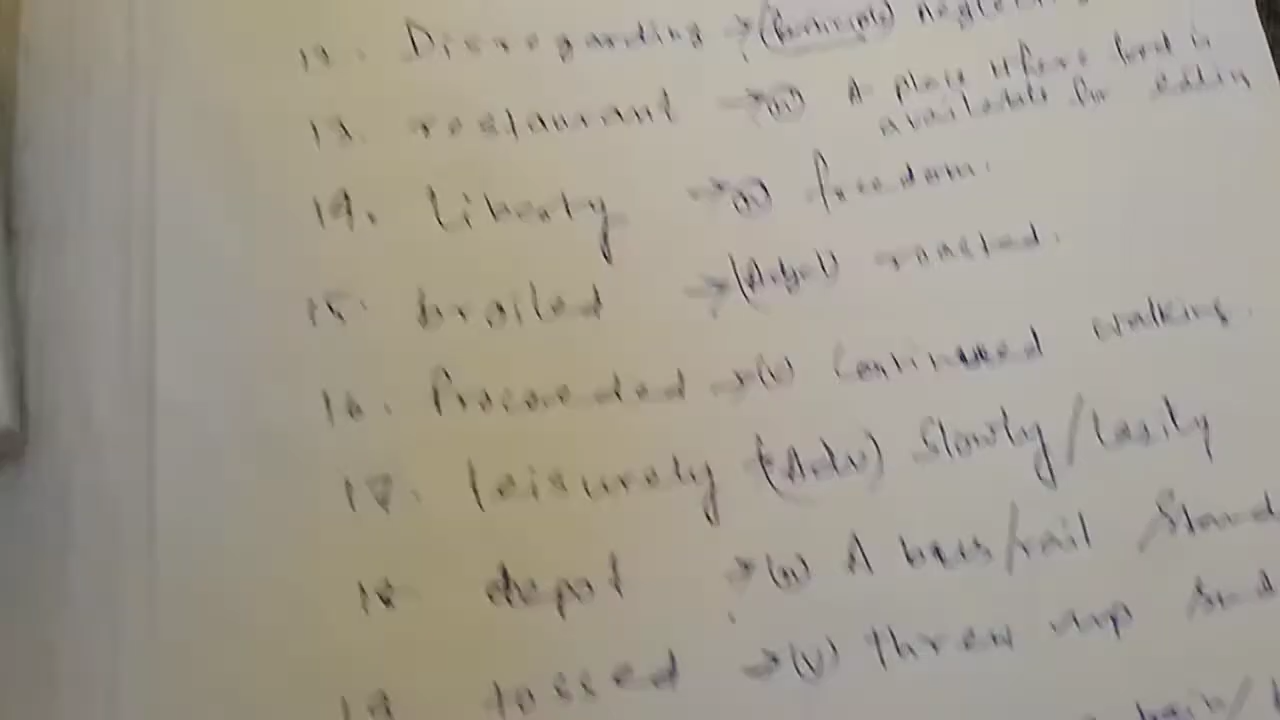 12. Disregarding →
13. restaurant →(n) A place where food is
available for eating
14. Liberty →(n) freedom.
15. broiled →(Adj) roasted.
16. Proceeded →(v) Continued walking.
17. Leisurely (Adv) Slowly/Lazily
18 depot →(n) A bus/rail Stand
19 tossed →(v) threw up